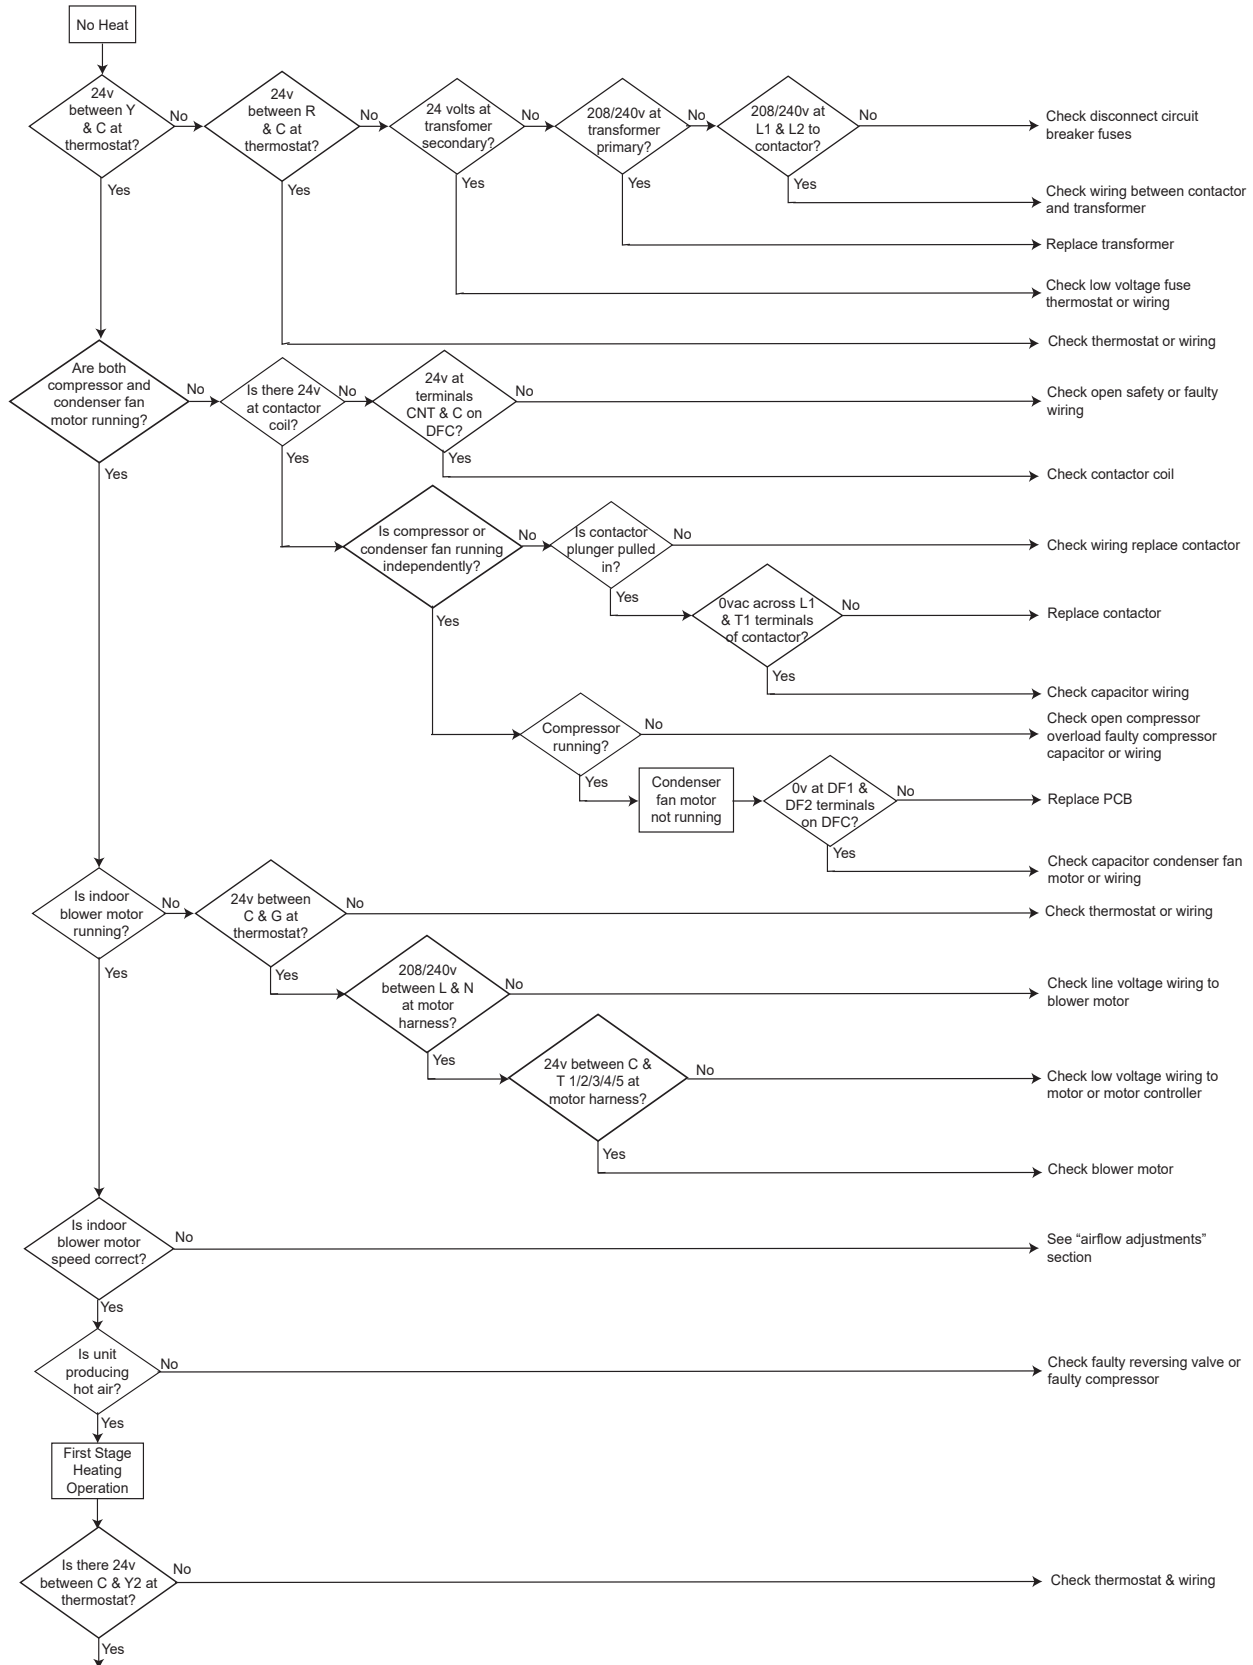 No Heat
24v
between Y
& C at
thermostat?
No
Yes
24v
between R
& C at
thermostat?
No
Yes
24 volts at
transfomer
secondary?
No
Yes
208/240v at
transformer
primary?
No
Yes
208/240v at
L1 & L2 to
contactor?
No
Yes
Check disconnect circuit
breaker fuses
Check wiring between contactor
and transformer
Replace transformer
Check low voltage fuse
thermostat or wiring
Check thermostat or wiring
Are both
compressor and
condenser fan
motor running?
No
Yes
Is there 24v
at contactor
coil?
No
Yes
24v at
terminals
CNT & C on
DFC?
No
Yes
Check open safety or faulty
wiring
Check contactor coil
Is compressor or
condenser fan running
independently?
No
Yes
Is contactor
plunger pulled
in?
No
Yes
Check wiring replace contactor
0vac across L1
& T1 terminals
of contactor?
No
Yes
Replace contactor
Check capacitor wiring
Compressor
running?
No
Yes
Check open compressor
overload faulty compressor
capacitor or wiring
Condenser
fan motor
not running
0v at DF1 &
DF2 terminals
on DFC?
No
Yes
Replace PCB
Check capacitor condenser fan
motor or wiring
Is indoor
blower motor
running?
No
Yes
24v between
C & G at
thermostat?
No
Yes
Check thermostat or wiring
208/240v
between L & N
at motor
harness?
No
Yes
Check line voltage wiring to
blower motor
24v between C &
T 1/2/3/4/5 at
motor harness?
No
Yes
Check low voltage wiring to
motor or motor controller
Check blower motor
Is indoor
blower motor
speed correct?
No
Yes
See “airflow adjustments”
section
Is unit
producing
hot air?
No
Yes
Check faulty reversing valve or
faulty compressor
First Stage
Heating
Operation
Is there 24v
between C & Y2 at
thermostat?
No
Yes
Check thermostat & wiring